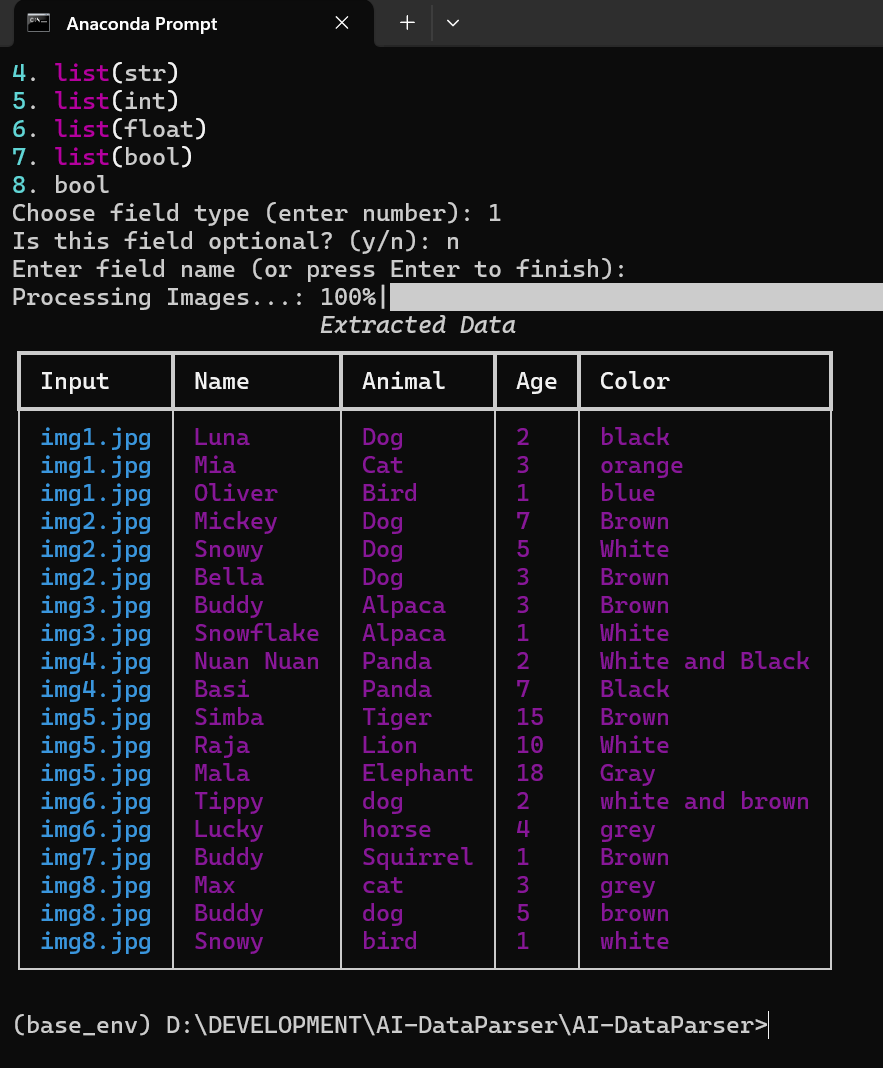 Anaconda Prompt
4. list(str)
5. list(int)
6. list(float)
7. list(bool)
8. bool
Choose field type (enter number): 1
Is this field optional? (y/n): n
Enter field name (or press Enter to finish):
Processing Images...: 100%|
Extracted Data
Input Name Animal Age Color
img1.jpg Luna Dog 2 black
img1.jpg Mia Cat 3 orange
img1.jpg Oliver Bird 1 blue
img2.jpg Mickey Dog 7 Brown
img2.jpg Snowy Dog 5 White
img2.jpg Bella Dog 3 Brown
img3.jpg Buddy Alpaca 3 Brown
img3.jpg Snowflake Alpaca 1 White
img4.jpg Nuan Nuan Panda 2 White and Black
img4.jpg Basi Panda 7 Black
img5.jpg Simba Tiger 15 Brown
img5.jpg Raja Lion 10 White
img5.jpg Mala Elephant 18 Gray
img6.jpg Tippy dog 2 white and brown
img6.jpg Lucky horse 4 grey
img7.jpg Buddy Squirrel 1 Brown
img8.jpg Max cat 3 grey
img8.jpg Buddy dog 5 brown
img8.jpg Snowy bird 1 white
(base_env) D:\DEVELOPMENT\AI-DataParser\AI-DataParser>